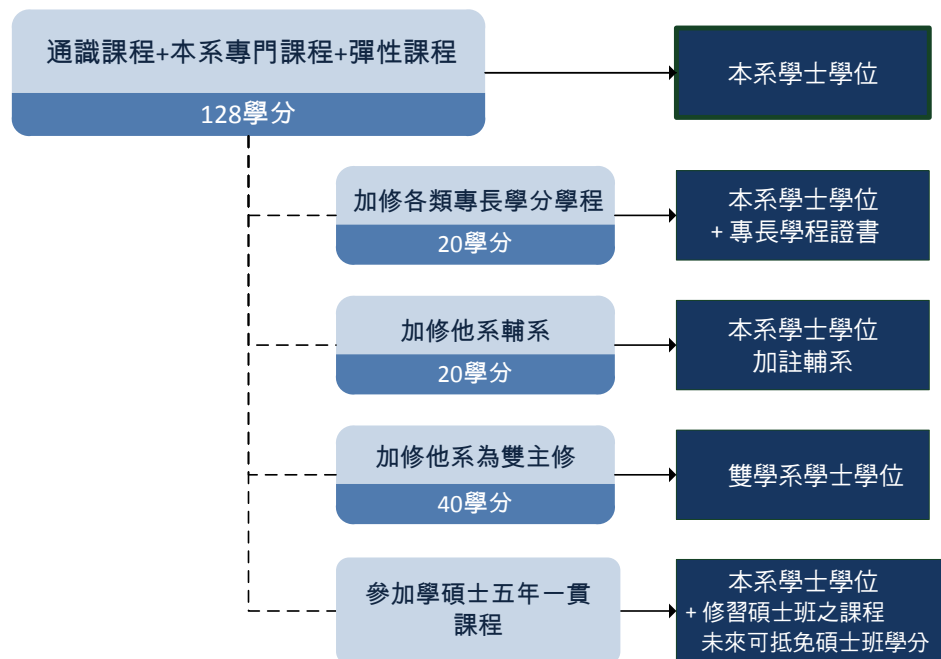 通識課程+本系專門課程+彈性課程
128學分
本系學士學位
加修各類專長學分學程
20學分
本系學士學位
+ 專長學程證書
加修他系輔系
20學分
本系學士學位
加註輔系
加修他系為雙主修
40學分
雙學系學士學位
參加學碩士五年一貫
課程
本系學士學位
+ 修習碩士班之課程
未來可抵免碩士班學分